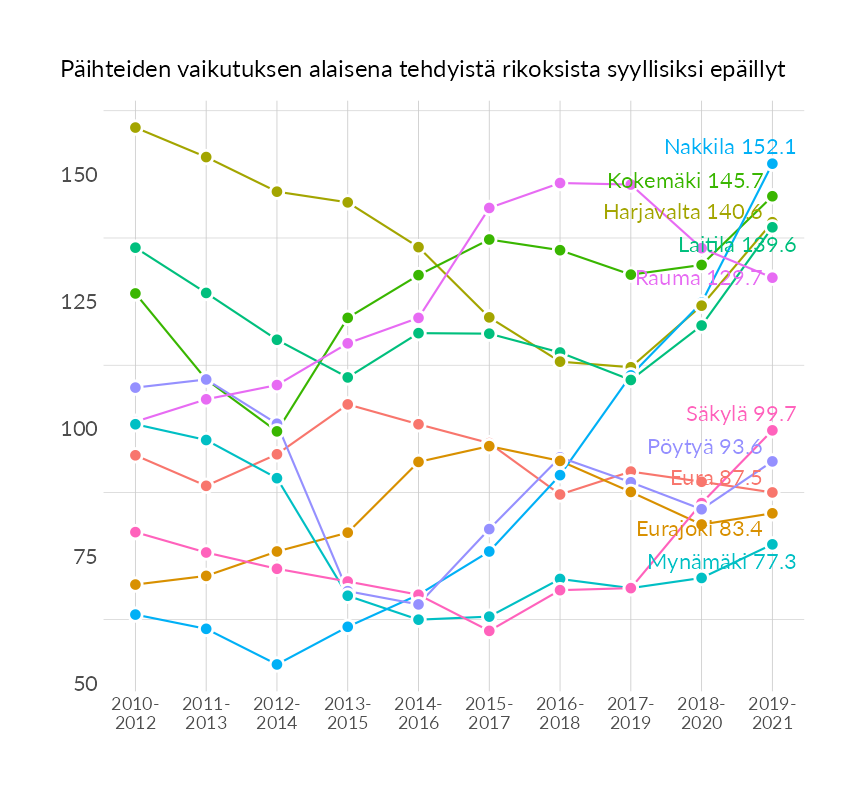 Päihteiden vaikutuksen alaisena tehdyistä rikoksista syyllisiksi epäillyt
150
125
100
75
50
Nakkila 152.1
Kokemäki 145.7
Harjavalta 140.6
Laitila 139.6
Rauma 129.7
Säkylä 99.7
Pöytyä 93.6
Eura 87.5
Eurajoki 83.4
Mynämäki 77.3
2010-
2012
2011-
2013
2012-
2014
2013-
2015
2014-
2016
2015-
2017
2016-
2018
2017-
2019
2018-
2020
2019-
2021